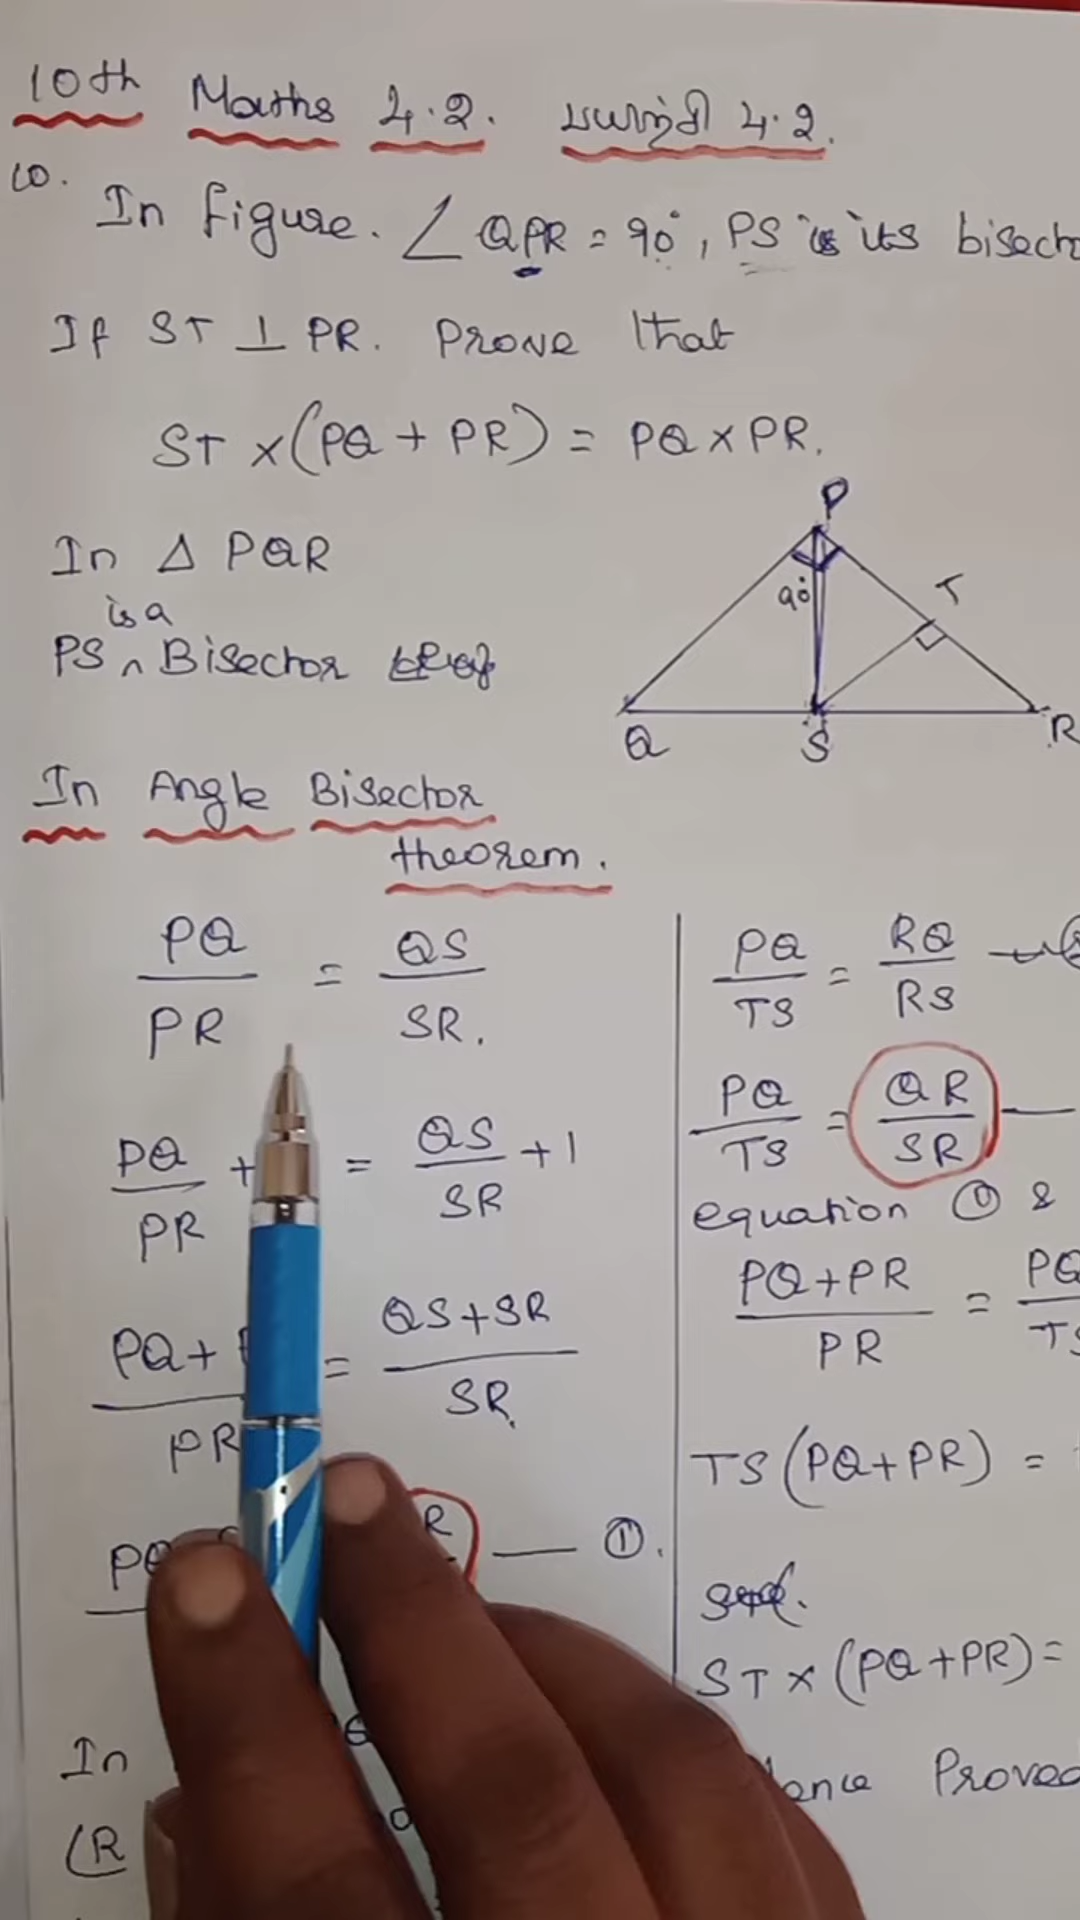 10th Maths 4.2. பயிற்சி 4.2.
10.
In figure. ∠QPR = 90°, PS is its
If ST ⊥ PR. Prove that
ST × (PQ + PR) = PQ × PR.
In Δ PQR
is a
PS ^ Bisector
P
90°
T
Q
S
R
In Angle Bisector
theorem.
PQ/PR = QS/SR.
PQ/PR + = QS/SR + 1
PQ+ /PR = QS+SR/SR.
①.
In
PQ/TS = RQ/RS
PQ/TS = QR/SR
equation ① &
PQ+PR/PR =
TS(PQ+PR) =
ST × (PQ+PR) =